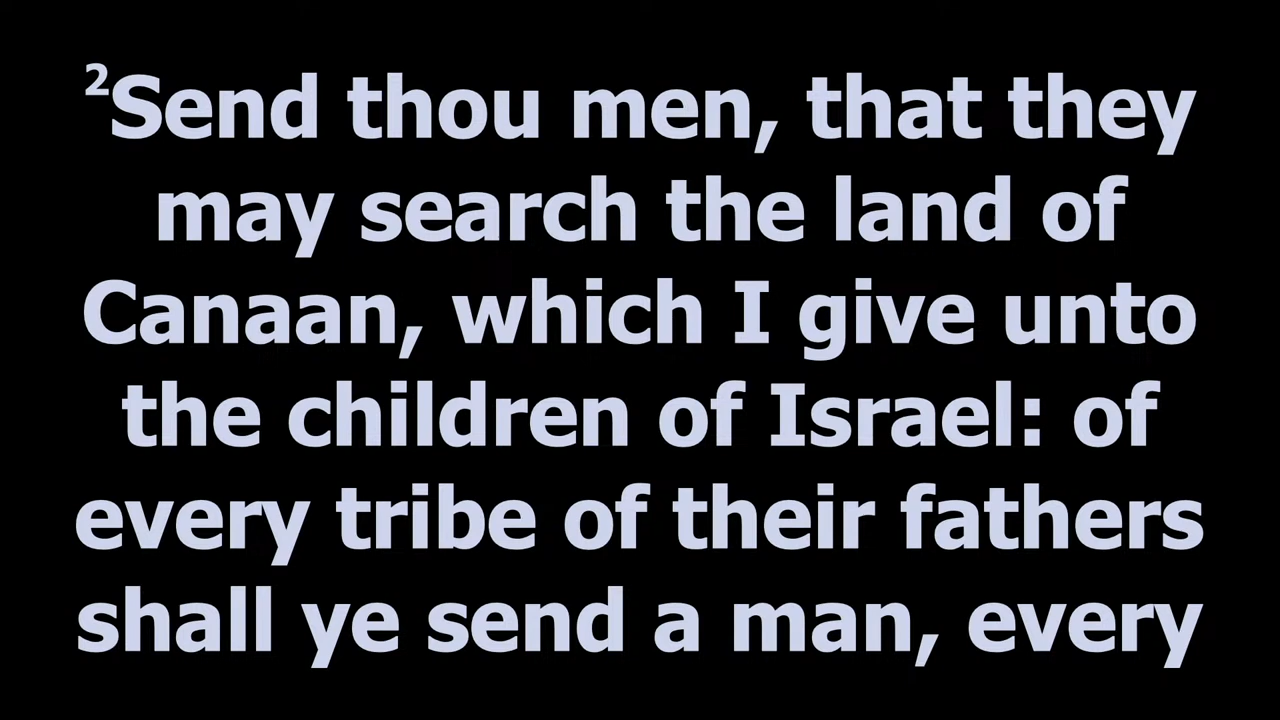 ²Send thou men, that they
may search the land of
Canaan, which I give unto
the children of Israel: of
every tribe of their fathers
shall ye send a man, every